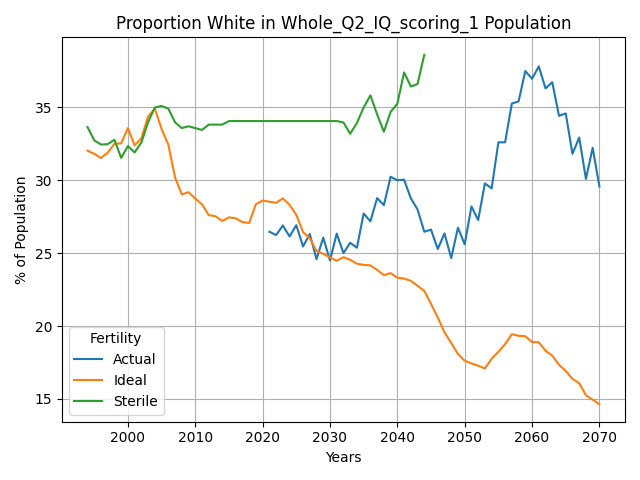 Proportion White in Whole_Q2_IQ_scoring_1 Population
% of Population
35
30
25
20
15
Fertility
Actual
Ideal
Sterile
2000
2010
2020
2030
2040
2050
2060
2070
Years